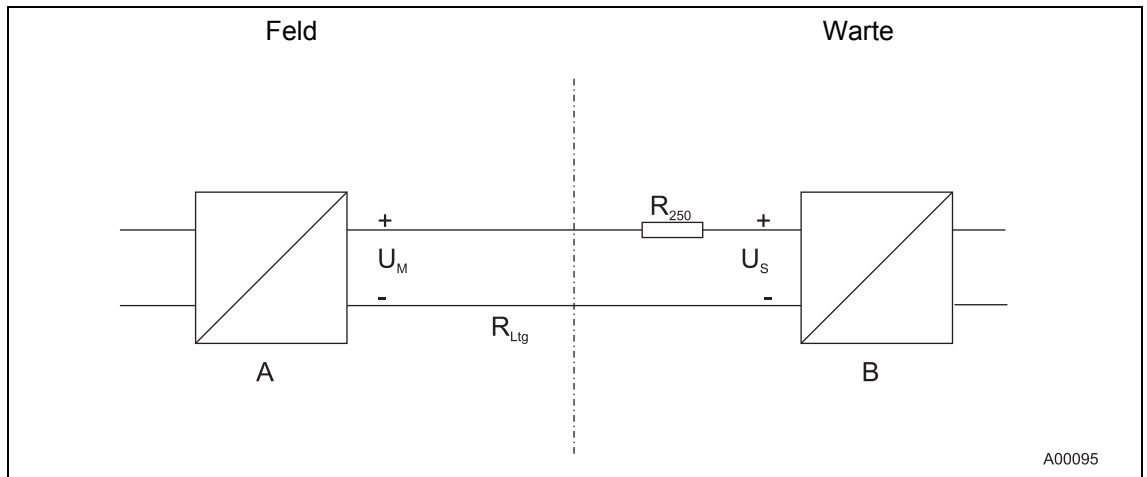 Feld Warte
R250
+ +
UM US
- -
RLtg
A B
A00095